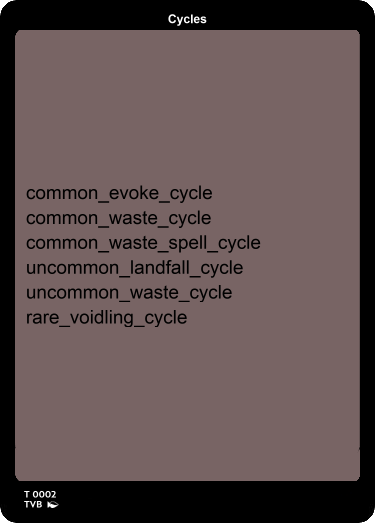 Cycles
common_evoke_cycle
common_waste_cycle
common_waste_spell_cycle
uncommon_landfall_cycle
uncommon_waste_cycle
rare_voidling_cycle
T 0002
TVB